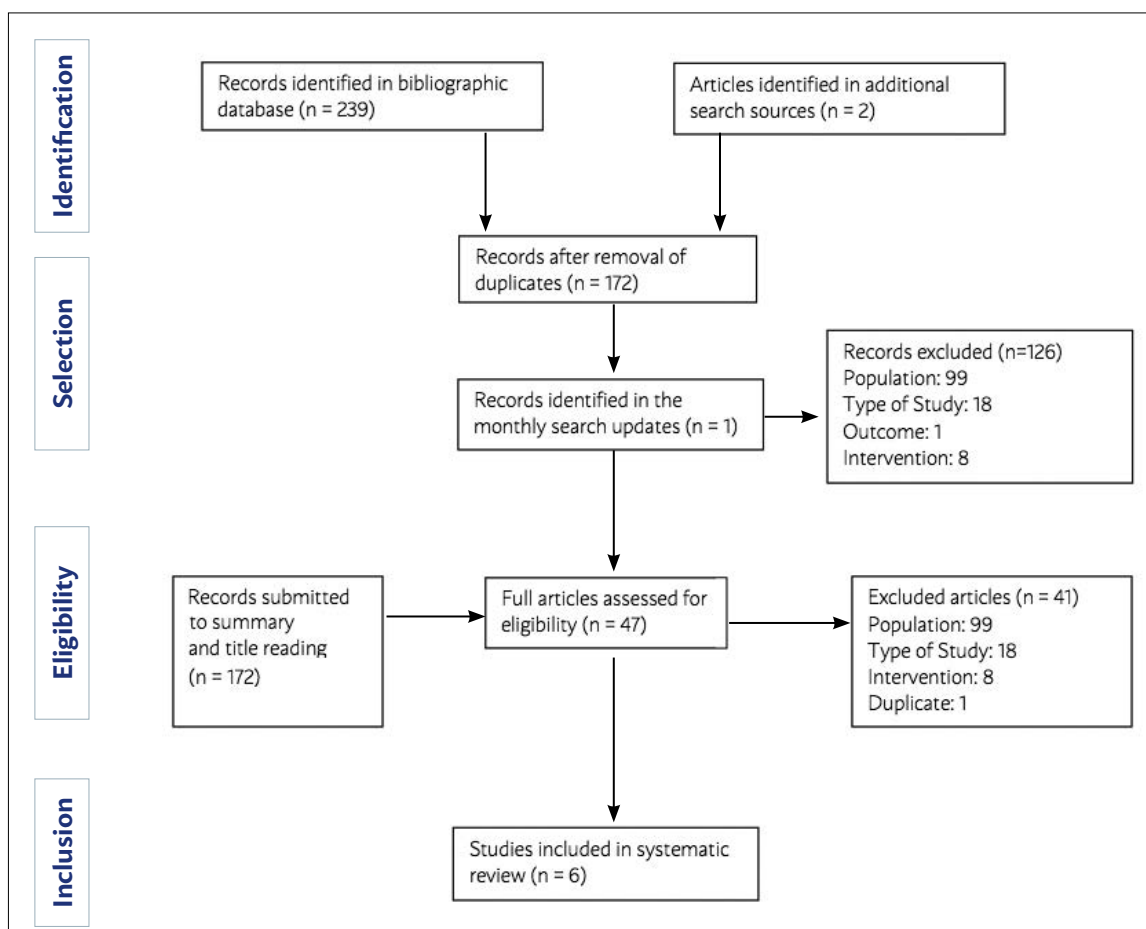 Identification
Records identified in bibliographic
database (n = 239)
Articles identified in additional
search sources (n = 2)
Records after removal of
duplicates (n = 172)
Selection
Records identified in the
monthly search updates (n = 1)
Records excluded (n=126)
Population: 99
Type of Study: 18
Outcome: 1
Intervention: 8
Eligibility
Records submitted
to summary
and title reading
(n = 172)
Full articles assessed for
eligibility (n = 47)
Excluded articles (n = 41)
Population: 99
Type of Study: 18
Intervention: 8
Duplicate: 1
Inclusion
Studies included in systematic
review (n = 6)